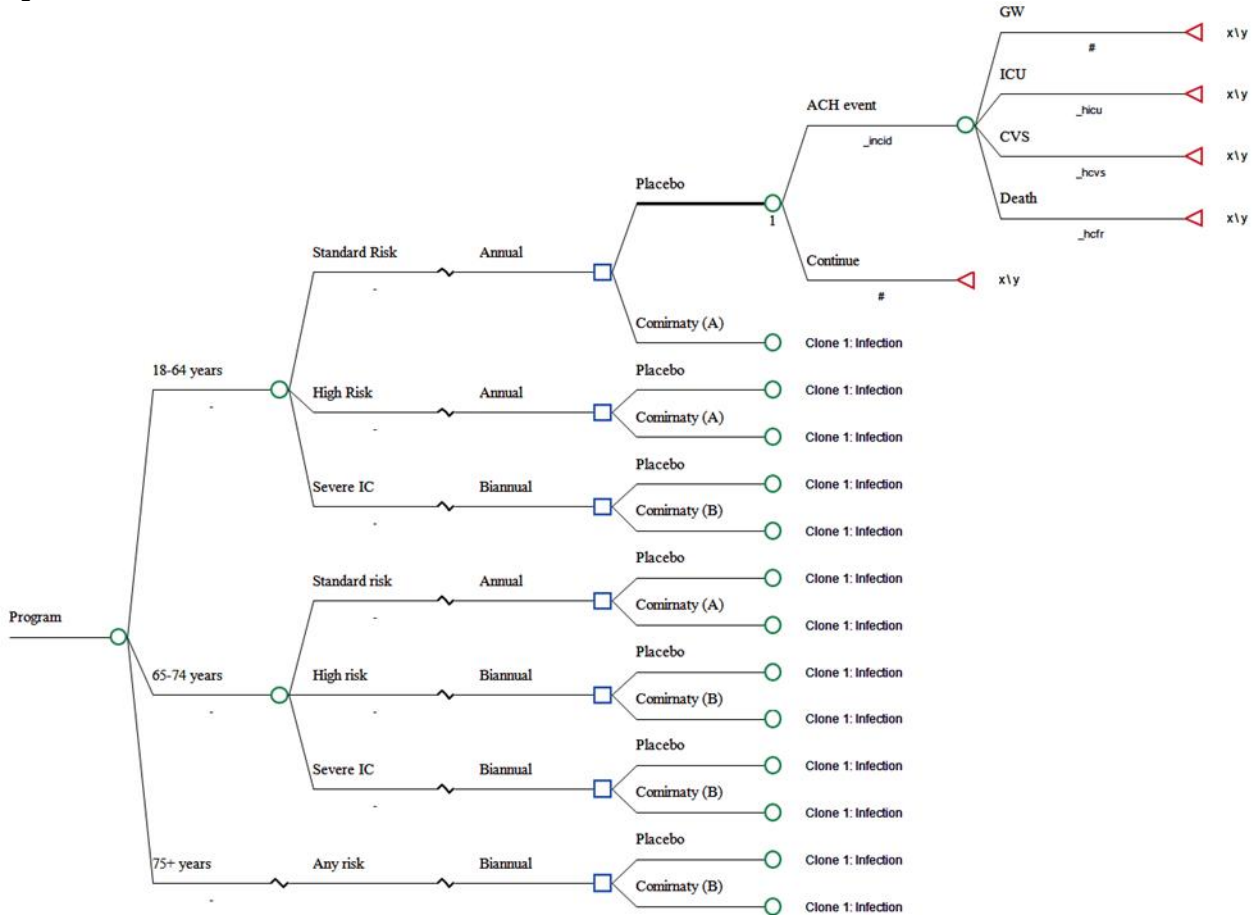 GW
x\y
#
ICU
x\y
ACH event
_hicu
_incid
CVS
x\y
_hcvs
Placebo
Death
x\y
1
_hcfr
Standard Risk
Annual
Continue
-
x\y
#
Comirnaty (A)
Clone 1: Infection
18-64 years
Placebo
-
High Risk
Annual
Clone 1: Infection
-
Comirnaty (A)
Clone 1: Infection
Placebo
Severe IC
Biannual
Clone 1: Infection
-
Comirnaty (B)
Clone 1: Infection
Placebo
Standard risk
Annual
Clone 1: Infection
-
Comirnaty (A)
Program
Clone 1: Infection
Placebo
65-74 years
High risk
Biannual
Clone 1: Infection
-
-
Comirnaty (B)
Clone 1: Infection
Placebo
Severe IC
Biannual
Clone 1: Infection
-
Comirnaty (B)
Clone 1: Infection
Placebo
75+ years
Any risk
Biannual
Clone 1: Infection
-
Comirnaty (B)
Clone 1: Infection